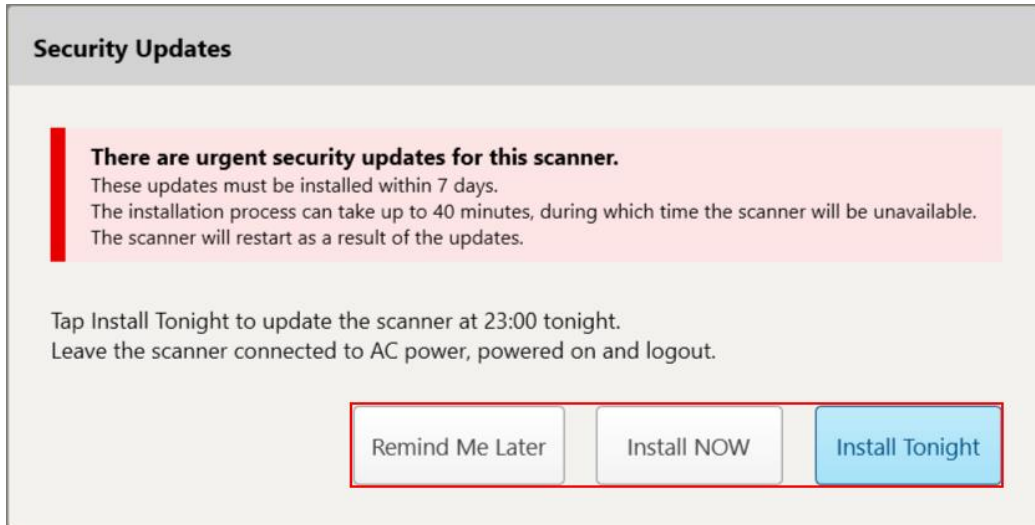 Security Updates
There are urgent security updates for this scanner.
These updates must be installed within 7 days.
The installation process can take up to 40 minutes, during which time the scanner will be unavailable.
The scanner will restart as a result of the updates.
Tap Install Tonight to update the scanner at 23:00 tonight.
Leave the scanner connected to AC power, powered on and logout.
Remind Me Later
Install NOW
Install Tonight